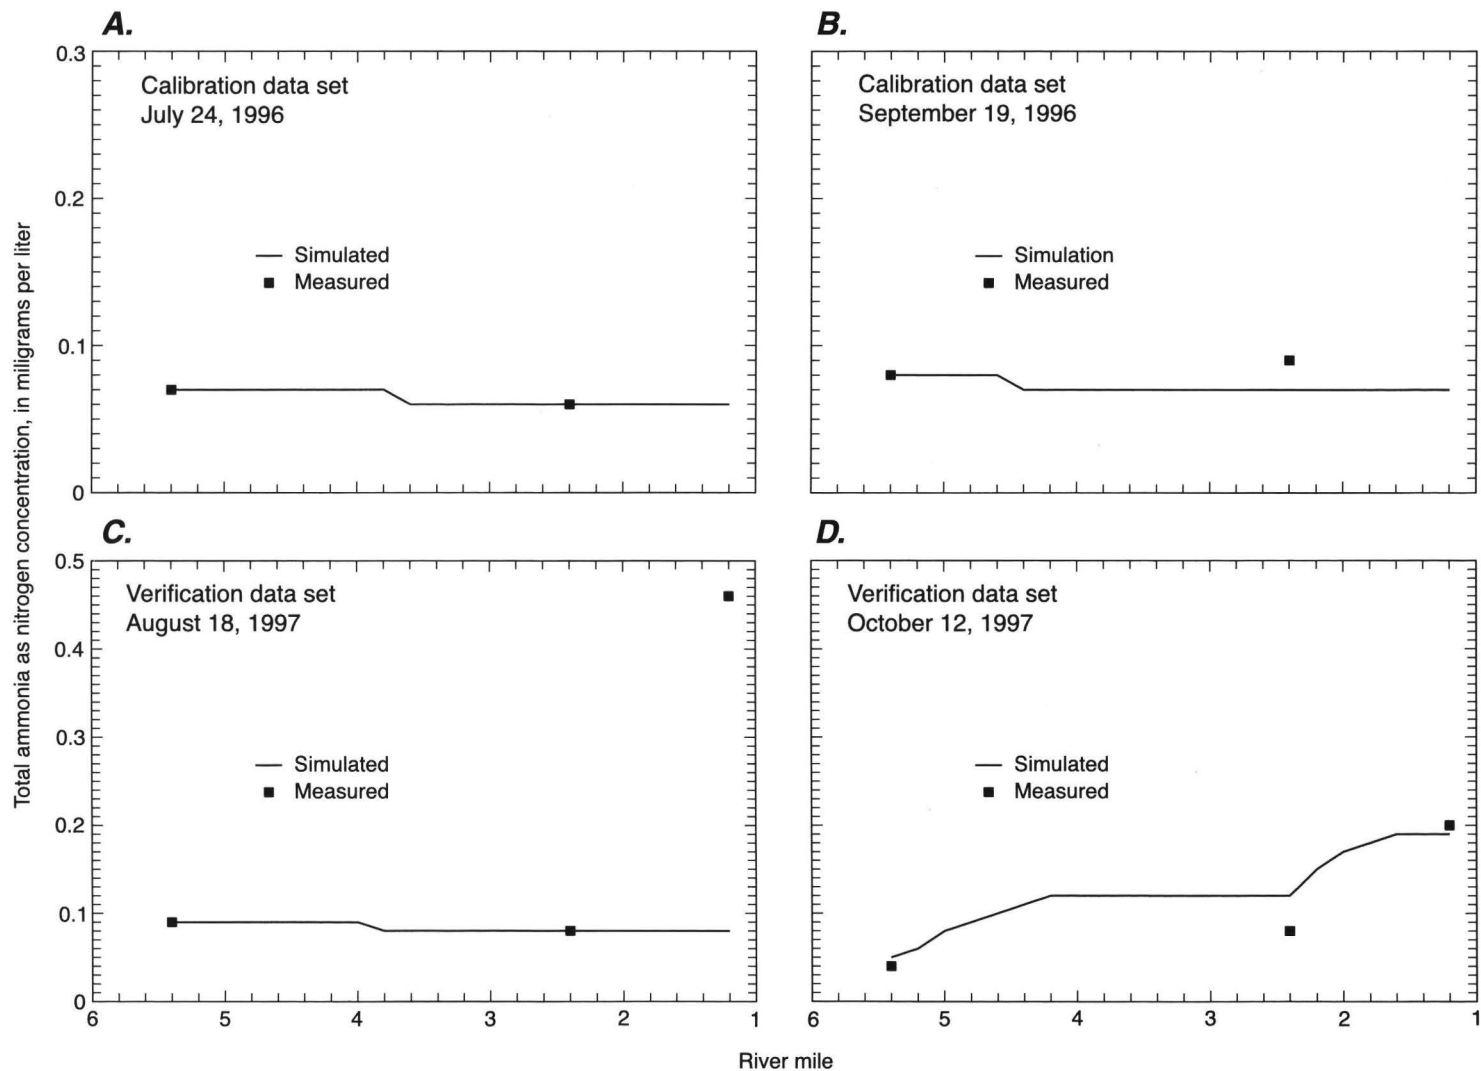 A.
B.
0.3
0.2
0.1
0
Calibration data set
July 24, 1996
Simulated
Measured
Calibration data set
September 19, 1996
Simulation
Measured
Total ammonia as nitrogen concentration, in miligrams per liter
C.
D.
0.5
0.4
0.3
0.2
0.1
0
Verification data set
August 18, 1997
Simulated
Measured
6 5 4 3 2 1
Verification data set
October 12, 1997
Simulated
Measured
6 5 4 3 2 1
River mile